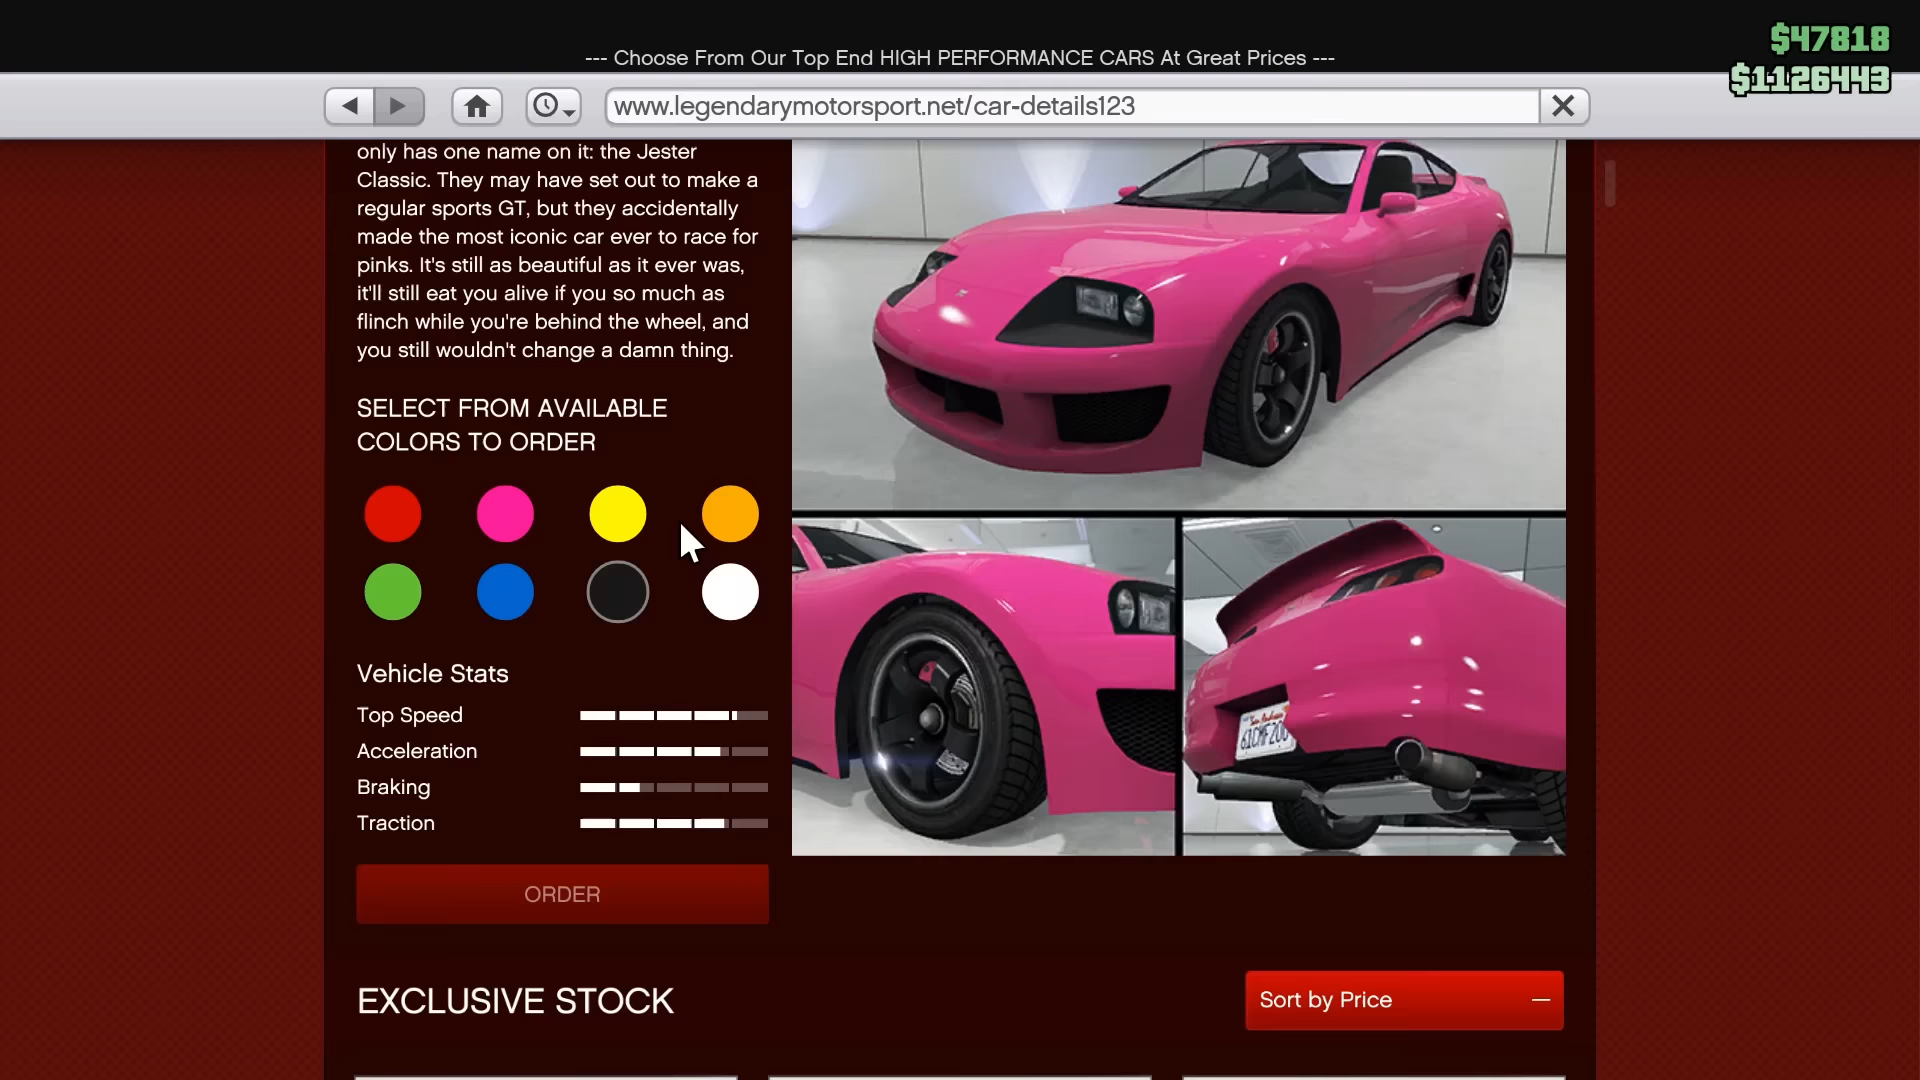 $47818
$1126443
--- Choose From Our Top End HIGH PERFORMANCE CARS At Great Prices ---
www.legendarymotorsport.net/car-details123
only has one name on it: the Jester
Classic. They may have set out to make a
regular sports GT, but they accidentally
made the most iconic car ever to race for
pinks. It's still as beautiful as it ever was,
it'll still eat you alive if you so much as
flinch while you're behind the wheel, and
you still wouldn't change a damn thing.
SELECT FROM AVAILABLE
COLORS TO ORDER
Vehicle Stats
Top Speed
Acceleration
Braking
Traction
ORDER
EXCLUSIVE STOCK
Sort by Price